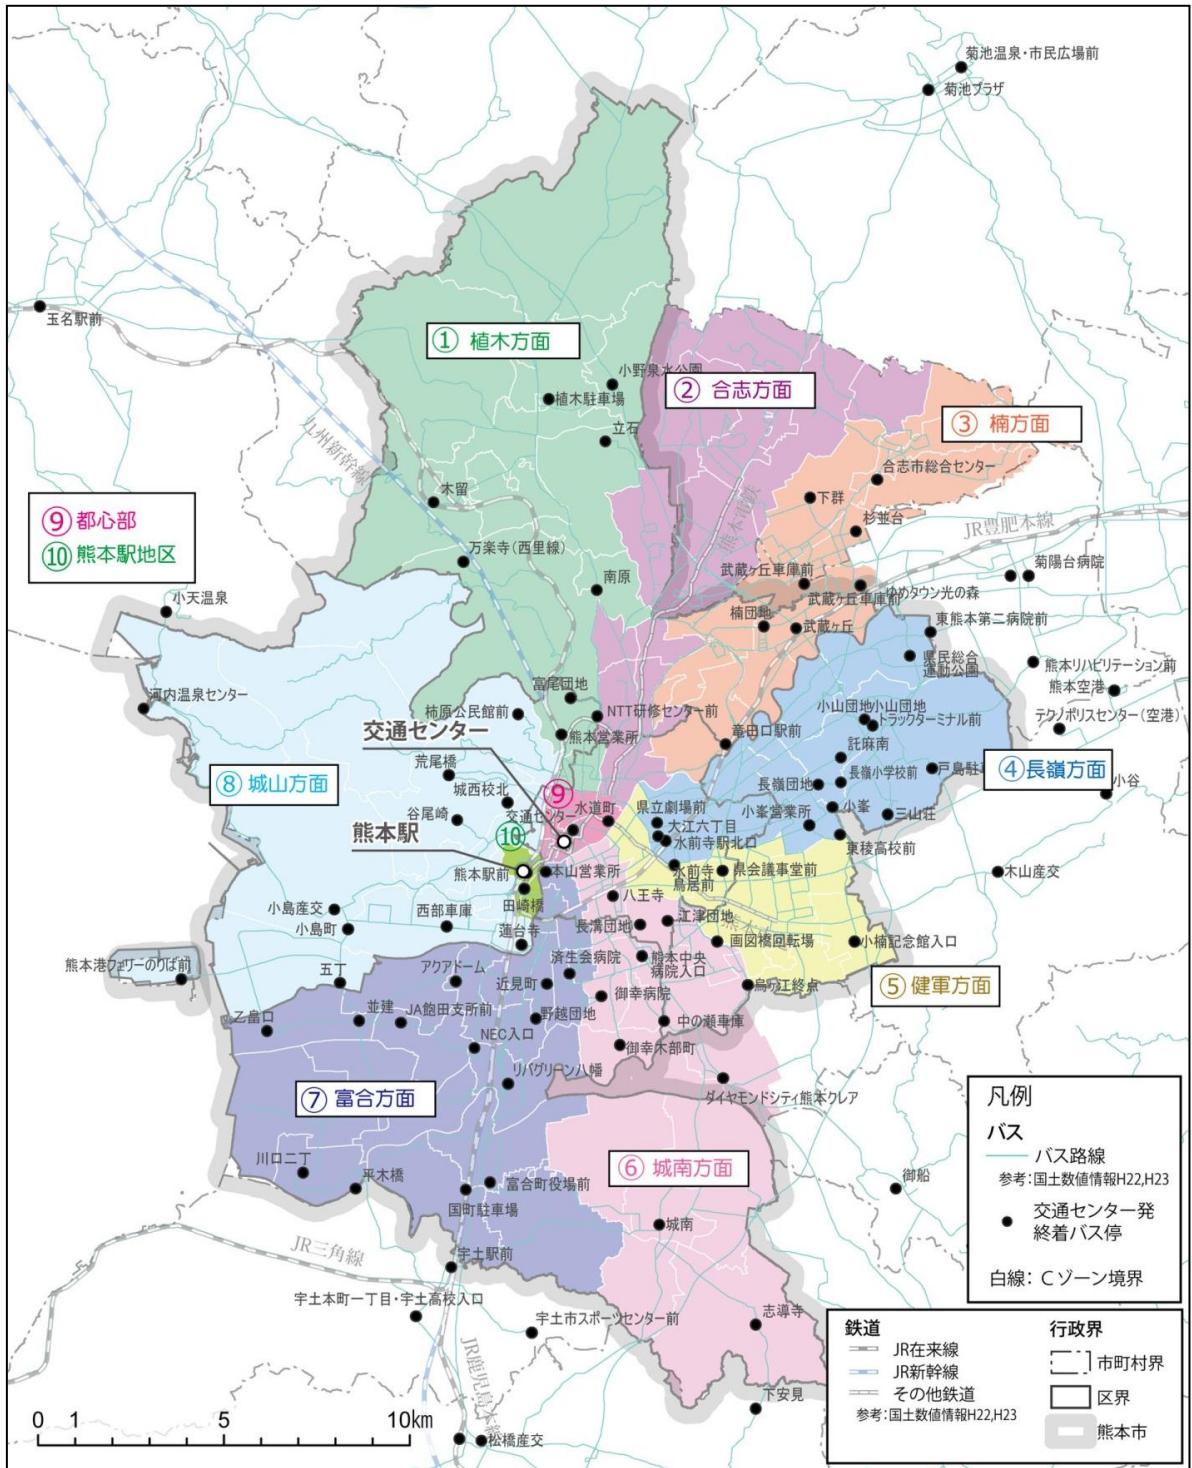 菊池温泉・市民広場前
菊池プラザ
玉名駅前
① 植木方面
小野泉水公園
植木駐車場
② 合志方面
立石
③ 楠方面
九州新幹線
合志市総合センター
下群
木留
杉並台
⑨ 都心部
⑩ 熊本駅地区
JR豊肥本線
万楽寺(西里線)
南原
武蔵ヶ丘車庫前
菊陽台病院
武蔵ヶ丘車庫前
ゆめタウン光の森
小天温泉
楠団地
武蔵ヶ丘
東熊本第二病院前
県民総合
運動公園
熊本リハビリテーション前
熊本空港
河内温泉センター
富尾団地
柿原公民館前
NTT研修センター前
小山団地
小山団地
トラックターミナル前
テクノポリスセンター(空港)
交通センター
熊本営業所
竜田口駅前
託麻南
荒尾橋
長嶺小学校前
戸島駐
④ 長嶺方面
⑧ 城山方面
長嶺団地
小谷
城西校北
⑨
谷尾崎
交通センター
水道町
県立劇場前
小峯営業所
小峯
三山荘
熊本駅
⑩
大江六丁目
水前寺駅北口
東稜高校前
熊本駅前
本山営業所
水前寺
鳥居前
県会議事堂前
木山産交
田崎橋
八王寺
小島産交
小島町
西部車庫
蓮台寺
長溝団地
江津団地
画図橋回転場
小楠記念館入口
熊本港フェリーのりば前
五丁
アクアドーム
済生会病院
近見町
熊本中央
病院入口
⑤ 健軍方面
御幸病院
乙畠口
並建
JA飽田支所前
野越団地
中の瀬車庫
NEC入口
御幸木部町
リバグリーン八幡
ダイヤモンドシティ熊本クレア
⑦ 富合方面
凡例
バス
バス路線
参考:国土数値情報H22,H23
交通センター発
終着バス停
白線: Cゾーン境界
川口二丁
平木橋
富合町役場前
国町駐車場
⑥ 城南方面
御船
城南
JR三角線
宇土駅前
宇土本町一丁目・宇土高校入口
宇土市スポーツセンター前
志導寺
鉄道
JR在来線
JR新幹線
その他鉄道
参考:国土数値情報H22,H23
行政界
市町村界
区界
熊本市
下安見
松橋産交
0 1 5 10km